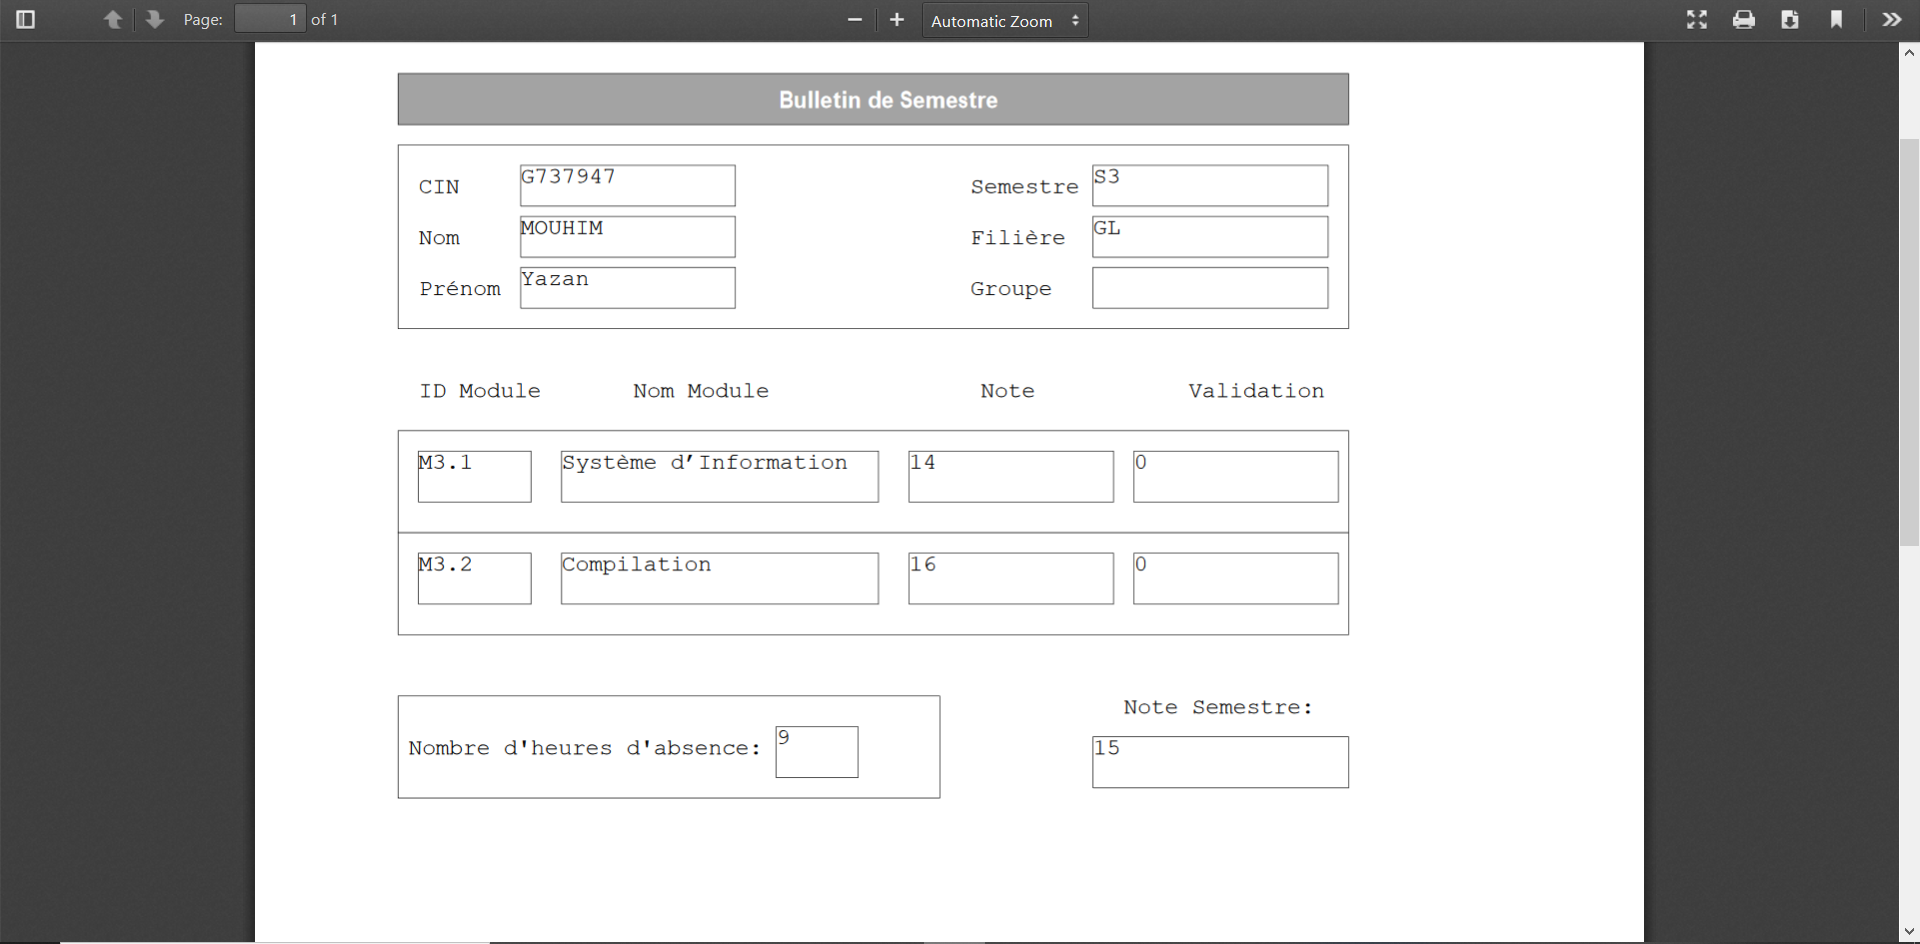 Page: 1 of 1 Automatic Zoom
Bulletin de Semestre
CIN G737947 Semestre S3
Nom MOUHIM Filière GL
Prénom Yazan Groupe
ID Module Nom Module Note Validation
M3.1 Système d’Information 14 0
M3.2 Compilation 16 0
Note Semestre:
Nombre d'heures d'absence: 9 15